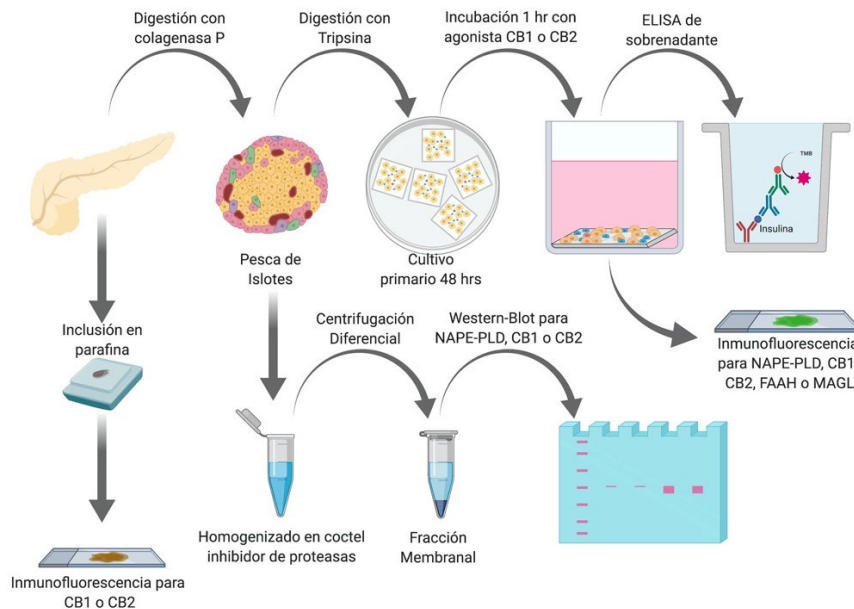 Digestión con
colagenasa P
Digestión con
Tripsina
Incubación 1 hr con
agonista CB1 o CB2
ELISA de
sobrenadante
TMB
Insulina
Pesca de
Islotes
Cultivo
primario 48 hrs
Inclusión en
parafina
Centrifugación
Diferencial
Western-Blot para
NAPE-PLD, CB1 o CB2
Inmunofluorescencia
para NAPE-PLD, CB1
CB2, FAAH o MAGL
Homogenizado en coctel
inhibidor de proteasas
Fracción
Membranal
Inmunofluorescencia para
CB1 o CB2